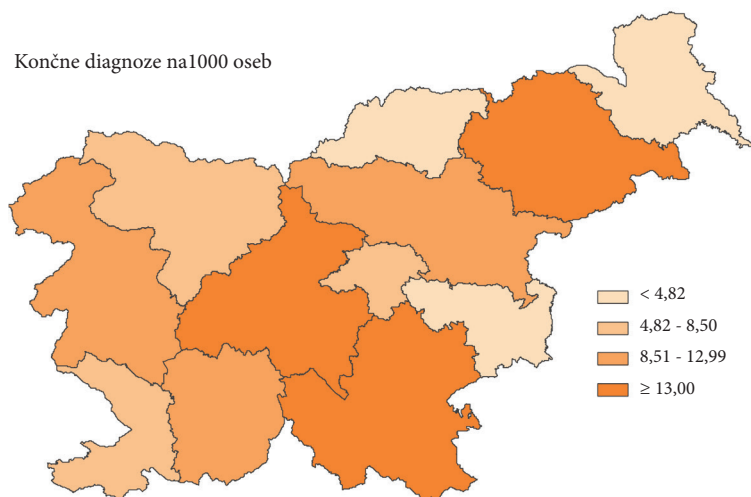 Končne diagnoze na1000 oseb
< 4,82
4,82 - 8,50
8,51 - 12,99
≥ 13,00